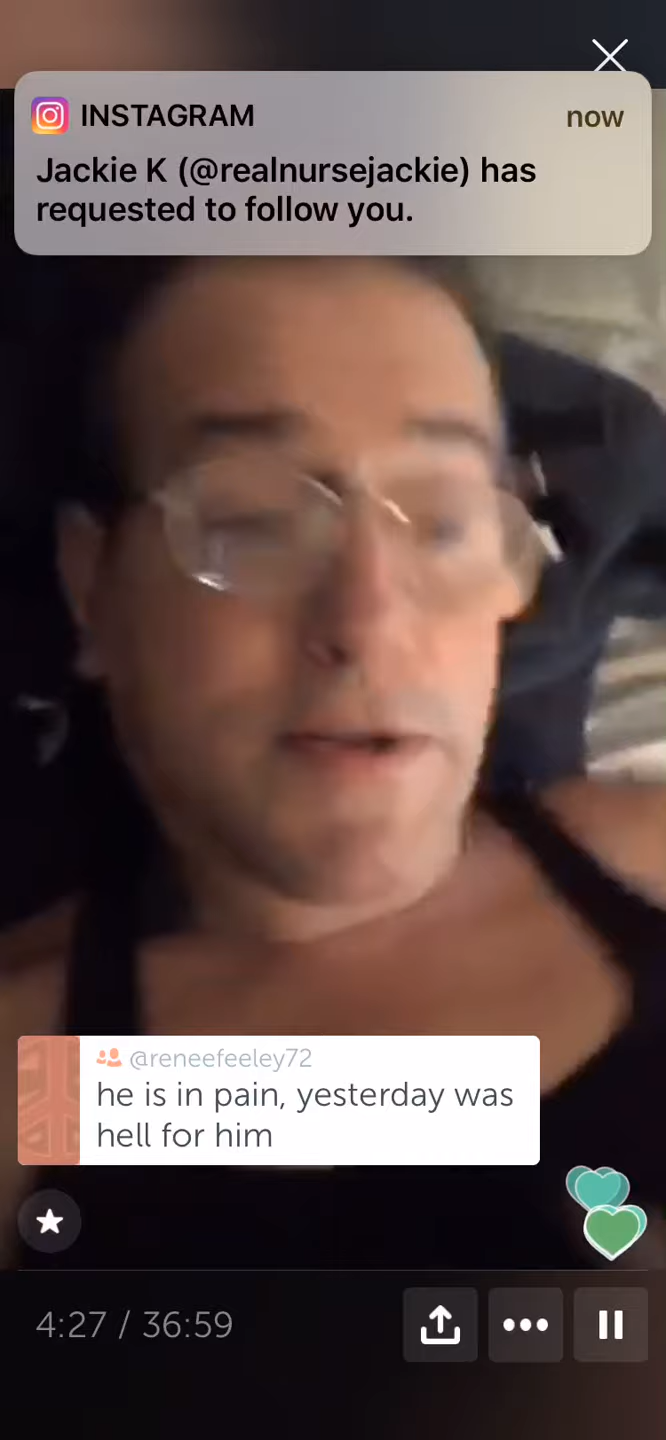 INSTAGRAM now
Jackie K (@realnursejackie) has
requested to follow you.
@reneefeeley72
he is in pain, yesterday was
hell for him
4:27 / 36:59